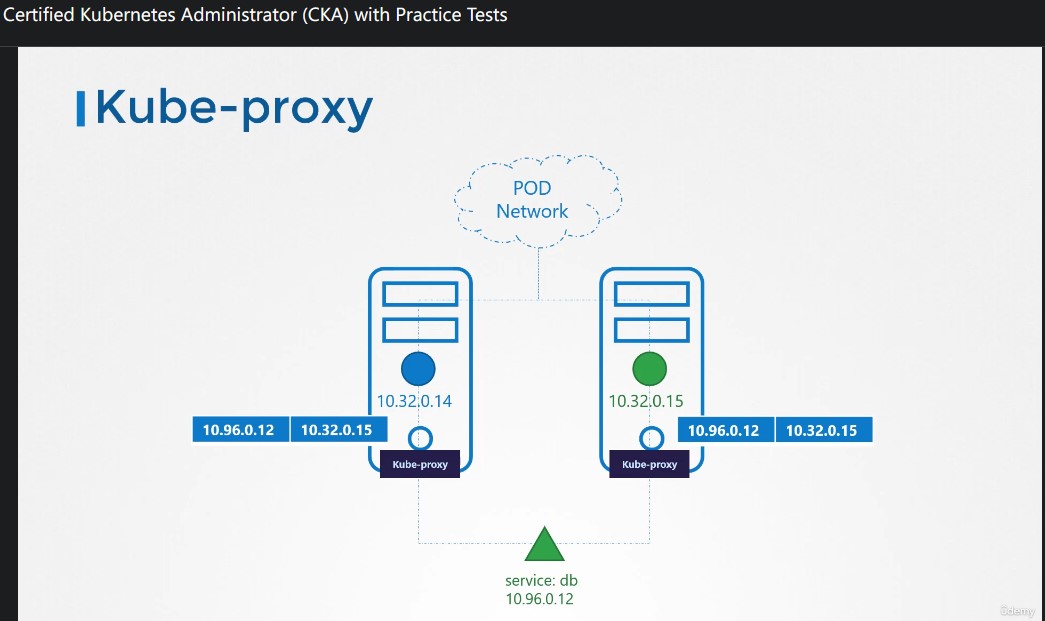 Certified Kubernetes Administrator (CKA) with Practice Tests
Kube-proxy
POD
Network
10.32.0.14
10.32.0.15
10.96.0.12 10.32.0.15
10.96.0.12 10.32.0.15
Kube-proxy
Kube-proxy
service: db
10.96.0.12